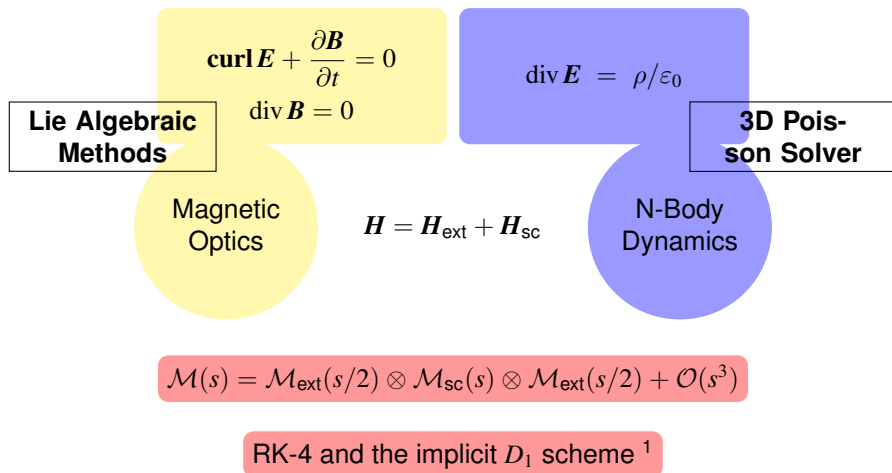 curl E + ∂B/∂t = 0
div B = 0
div E = ρ/ε₀
Lie Algebraic
Methods
3D Pois-
son Solver
Magnetic
Optics
H = H_ext + H_sc
N-Body
Dynamics
M(s) = M_ext(s/2) ⊗ M_sc(s) ⊗ M_ext(s/2) + O(s³)
RK-4 and the implicit D₁ scheme ¹